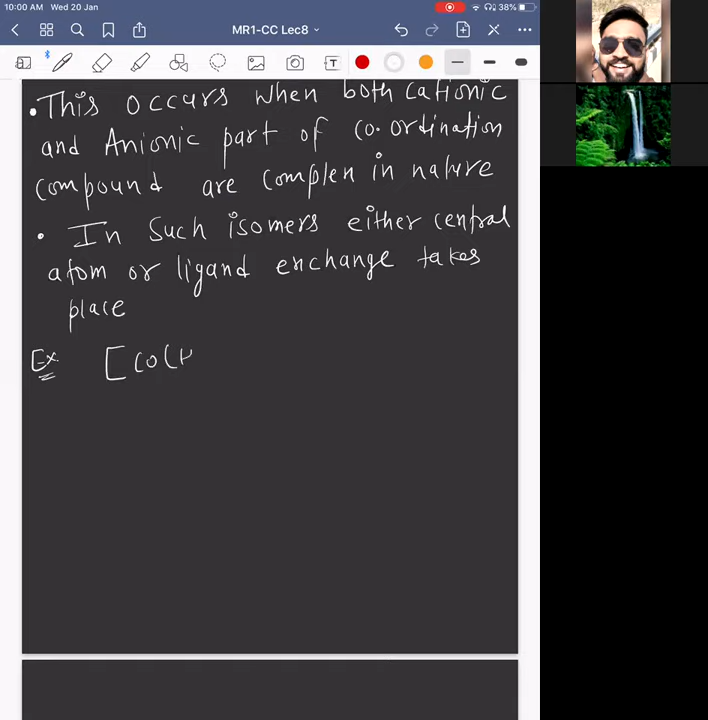 10:00 AM Wed 20 Jan
38%
MR1-CC Lec8
T
• This occurs when both cationic
and Anionic part of co.ordination
compound are complen in nature
• In Such isomers either central
atom or ligand exchange takes
place
Ex. [Co(